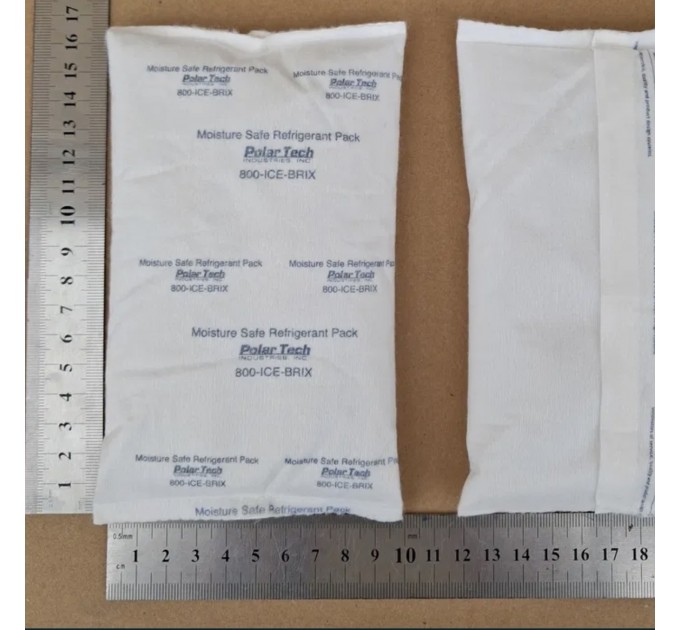 Moisture Safe Refrigerant Pack
Polar Tech
800-ICE-BRIX
Moisture Safe Refrigerant Pack
Polar Tech
800-ICE-BRIX
Moisture Safe Refrigerant Pack
Polar Tech
INDUSTRIES INC
800-ICE-BRIX
Moisture Safe Refrigerant Pack
Polar Tech
800-ICE-BRIX
Moisture Safe Refrigerant Pa
Polar Tech
800-ICE-BRIX
Moisture Safe Refrigerant Pack
Polar Tech
INDUSTRIES INC
800-ICE-BRIX
Moisture Safe Refrigerant Pack
Polar Tech
800-ICE-BRIX
Moisture Safe Refrigerant Pa
Polar Tech
800-ICE-BRIX
Moisture Safe Refrigerant Pack
17 16 15 14 13 12 11 10 9 8 7 6 5 4 3 2 1
0.5mm
cm 1 2 3 4 5 6 7 8 9 10 11 12 13 14 15 16 17 18